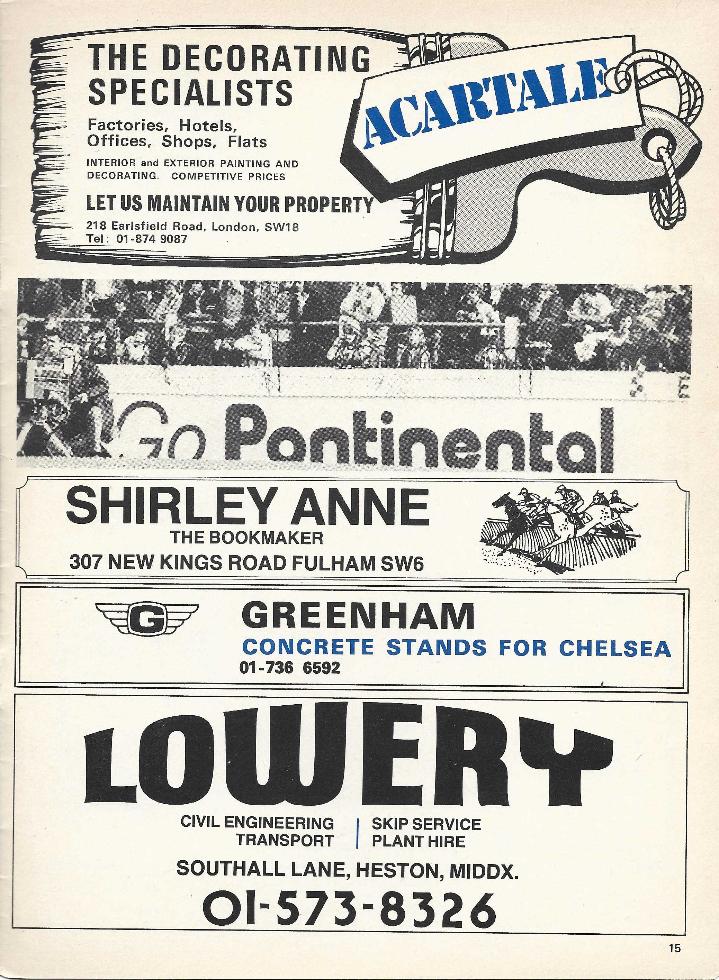 THE DECORATING
SPECIALISTS
Factories, Hotels,
Offices, Shops, Flats
INTERIOR and EXTERIOR PAINTING AND
DECORATING. COMPETITIVE PRICES
LET US MAINTAIN YOUR PROPERTY
218 Earlsfield Road, London, SW18
Tel: 01-874 9087
ACARTALE
Go Pontinental
SHIRLEY ANNE
THE BOOKMAKER
307 NEW KINGS ROAD FULHAM SW6
G
GREENHAM
CONCRETE STANDS FOR CHELSEA
01-736 6592
LOWERY
CIVIL ENGINEERING | SKIP SERVICE
TRANSPORT | PLANT HIRE
SOUTHALL LANE, HESTON, MIDDX.
01-573-8326
15